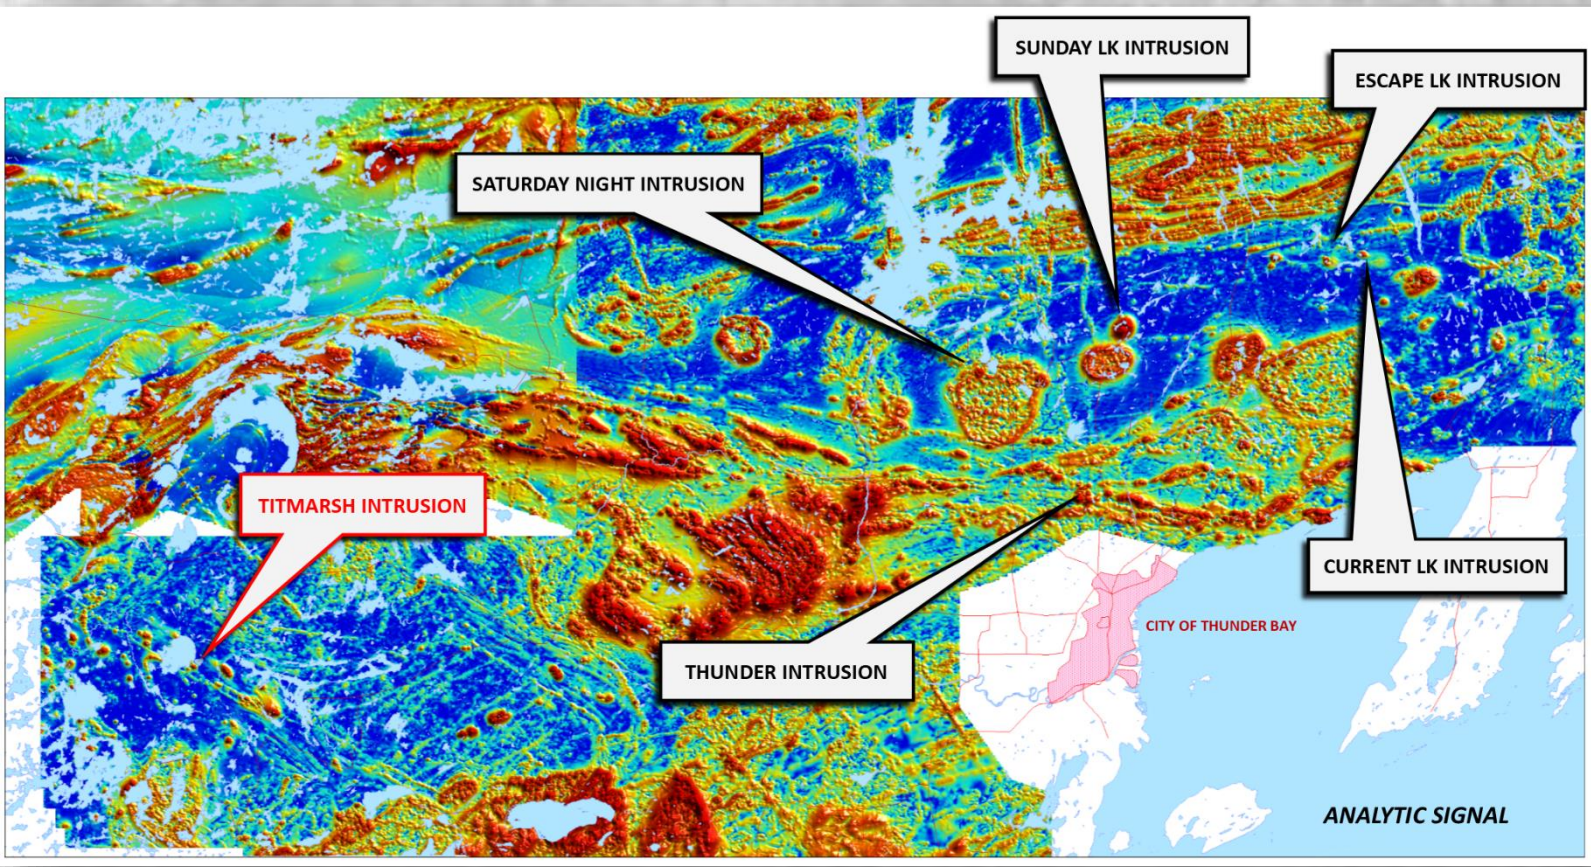 SUNDAY LK INTRUSION
ESCAPE LK INTRUSION
SATURDAY NIGHT INTRUSION
TITMARSH INTRUSION
CURRENT LK INTRUSION
CITY OF THUNDER BAY
THUNDER INTRUSION
ANALYTIC SIGNAL